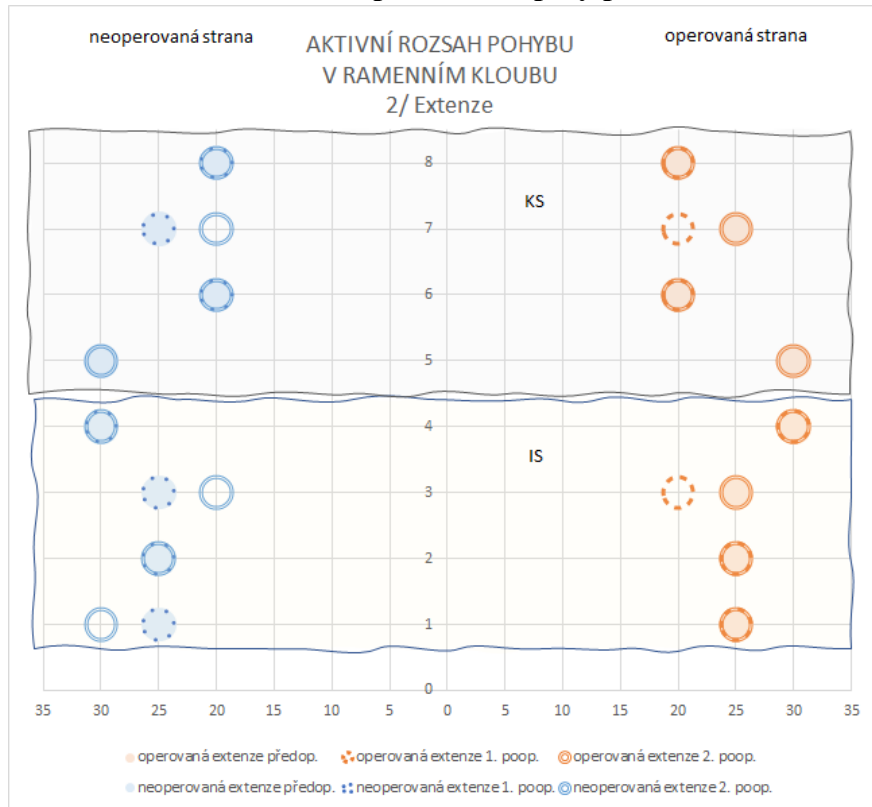 neoperovaná strana
AKTIVNÍ ROZSAH POHYBU
operovaná strana
V RAMENNÍM KLOUBU
2/ Extenze
8
KS
7
6
5
4
IS
3
2
1
0
35 30 25 20 15 10 5 0 5 10 15 20 25 30 35
operovaná extenze předop. operovaná extenze 1. poop. operovaná extenze 2. poop.
neoperovaná extenze předop. neoperovaná extenze 1. poop. neoperovaná extenze 2. poop.